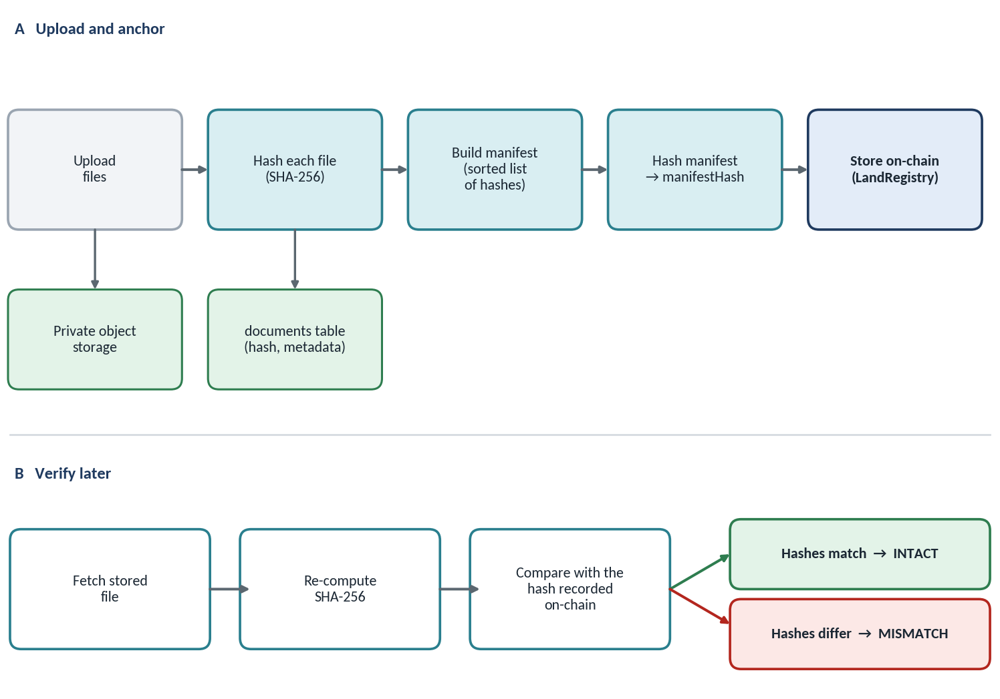 A Upload and anchor
Upload
files
Hash each file
(SHA-256)
Build manifest
(sorted list
of hashes)
Hash manifest
→ manifestHash
Store on-chain
(LandRegistry)
Private object
storage
documents table
(hash, metadata)
B Verify later
Fetch stored
file
Re-compute
SHA-256
Compare with the
hash recorded
on-chain
Hashes match → INTACT
Hashes differ → MISMATCH